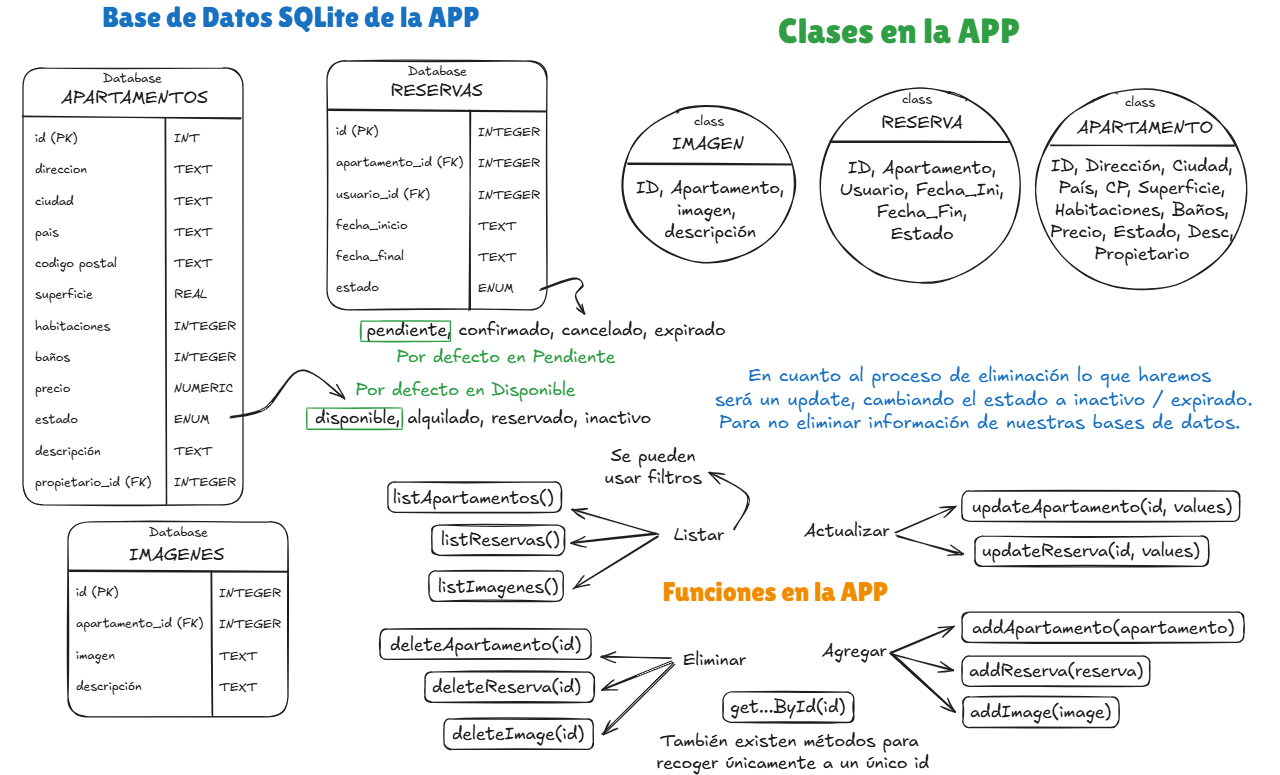 Base de Datos SQLite de la APP
Database
APARTAMENTOS
id (PK) INT
direccion TEXT
ciudad TEXT
pais TEXT
codigo postal TEXT
superficie REAL
habitaciones INTEGER
baños INTEGER
precio NUMERIC
estado ENUM
descripción TEXT
propietario_id (FK) INTEGER
Database
RESERVAS
id (PK) INTEGER
apartamento_id (FK) INTEGER
usuario_id (FK) INTEGER
fecha_inicio TEXT
fecha_final TEXT
estado ENUM
pendiente, confirmado, cancelado, expirado
Por defecto en Pendiente
Por defecto en Disponible
disponible, alquilado, reservado, inactivo
Database
IMAGENES
id (PK) INTEGER
apartamento_id (FK) INTEGER
imagen TEXT
descripción TEXT
Clases en la APP
class
IMAGEN
ID, Apartamento,
imagen,
descripción
class
RESERVA
ID, Apartamento,
Usuario, Fecha_Ini,
Fecha_Fin,
Estado
class
APARTAMENTO
ID, Dirección, Ciudad,
País, CP, Superficie,
Habitaciones, Baños,
Precio, Estado, Desc,
Propietario
En cuanto al proceso de eliminación lo que haremos
será un update, cambiando el estado a inactivo / expirado.
Para no eliminar información de nuestras bases de datos.
Se pueden
usar filtros
listApartamentos()
listReservas()
listImagenes()
Listar
Actualizar
updateApartamento(id, values)
updateReserva(id, values)
Funciones en la APP
deleteApartamento(id)
deleteReserva(id)
deleteImage(id)
Eliminar
Agregar
addApartamento(apartamento)
addReserva(reserva)
addImage(image)
get...ById(id)
También existen métodos para
recoger únicamente a un único id